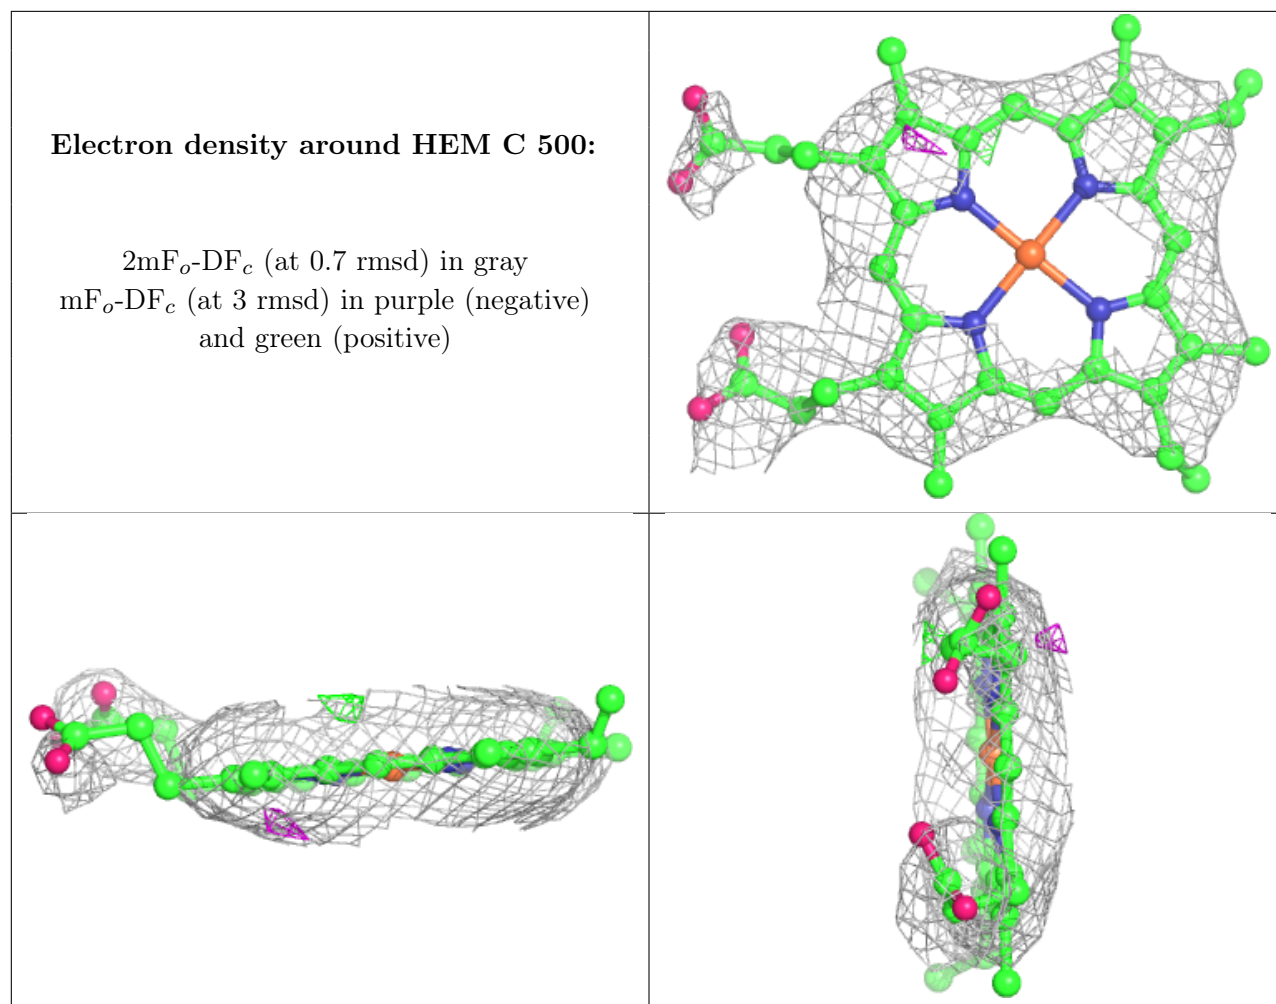 Electron density around HEM C 500:
2mFo-DFc (at 0.7 rmsd) in gray
mFo-DFc (at 3 rmsd) in purple (negative)
and green (positive)